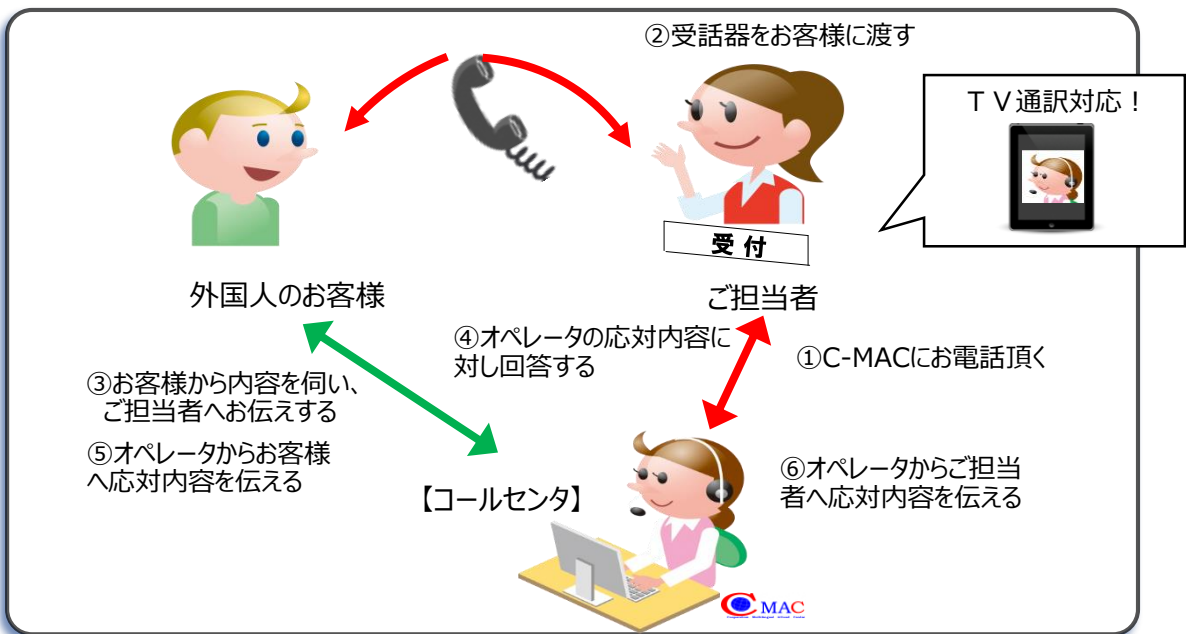 ②受話器をお客様に渡す
ＴＶ通訳対応！
受付
外国人のお客様
ご担当者
④オペレータの応対内容に
対し回答する
①C-MACにお電話頂く
③お客様から内容を伺い、
ご担当者へお伝えする
⑤オペレータからお客様
へ応対内容を伝える
⑥オペレータからご担当
者へ応対内容を伝える
【コールセンタ】
C MAC